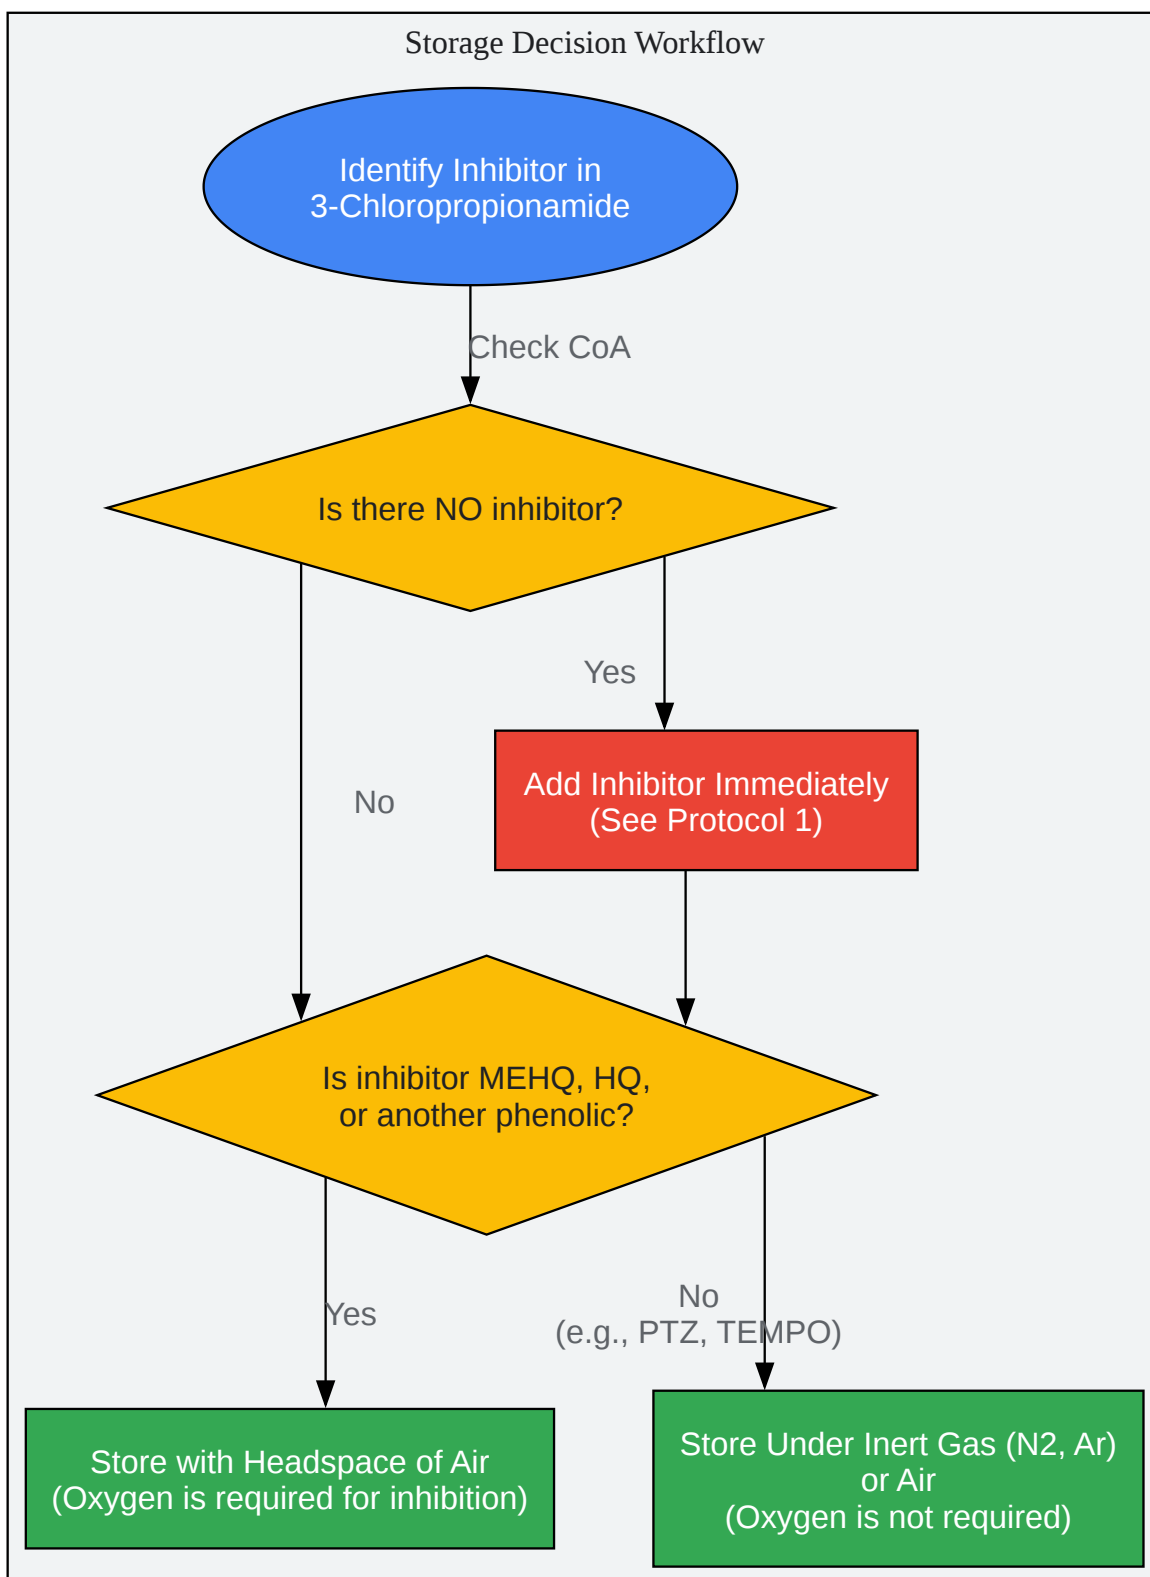 Storage Decision Workflow
Identify Inhibitor in
3-Chloropropionamide
Check CoA
Is there NO inhibitor?
Yes
Add Inhibitor Immediately
(See Protocol 1)
No
Is inhibitor MEHQ, HQ,
or another phenolic?
Yes
No
(e.g., PTZ, TEMPO)
Store with Headspace of Air
(Oxygen is required for inhibition)
Store Under Inert Gas (N2, Ar)
or Air
(Oxygen is not required)